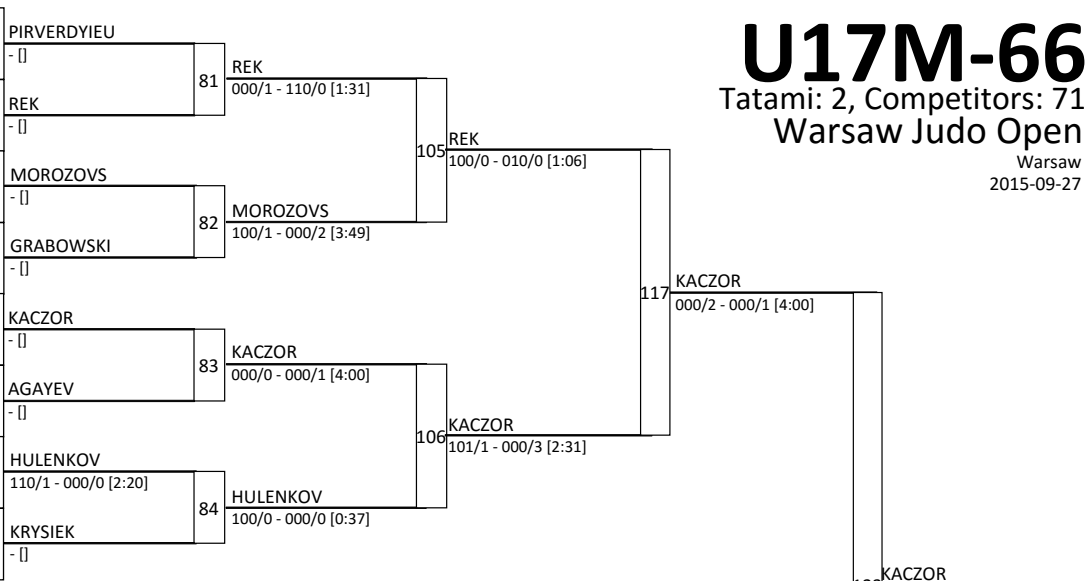 U17M-66
Tatami: 2, Competitors: 71
Warsaw Judo Open
Warsaw
2015-09-27
PIRVERDYIEU
- []
81
REK
000/1 - 110/0 [1:31]
REK
- []
105
REK
100/0 - 010/0 [1:06]
MOROZOVS
- []
82
MOROZOVS
100/1 - 000/2 [3:49]
GRABOWSKI
- []
117
KACZOR
000/2 - 000/1 [4:00]
KACZOR
- []
83
KACZOR
000/0 - 000/1 [4:00]
AGAYEV
- []
106
KACZOR
101/1 - 000/3 [2:31]
HULENKOV
110/1 - 000/0 [2:20]
84
HULENKOV
100/0 - 000/0 [0:37]
KRYSIEK
- []
KACZOR